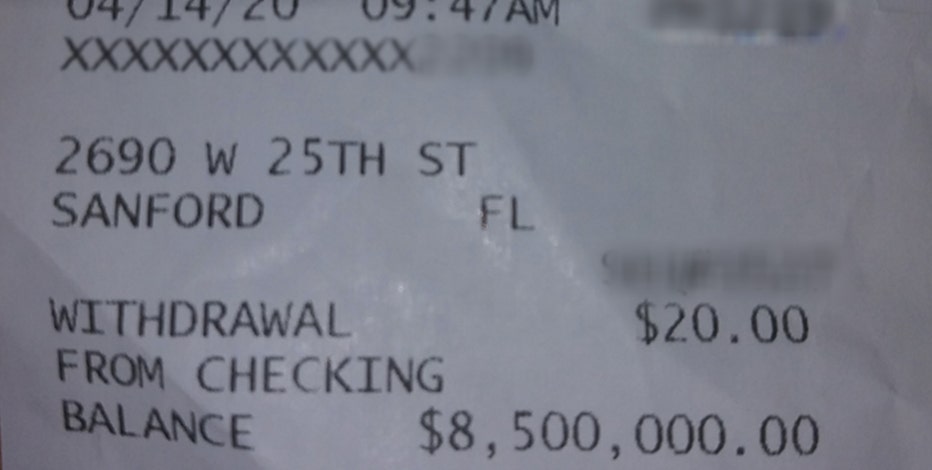 04/14/20 09:47AM
XXXXXXXXXXXX
2690 W 25TH ST
SANFORD FL
WITHDRAWAL $20.00
FROM CHECKING
BALANCE $8,500,000.00